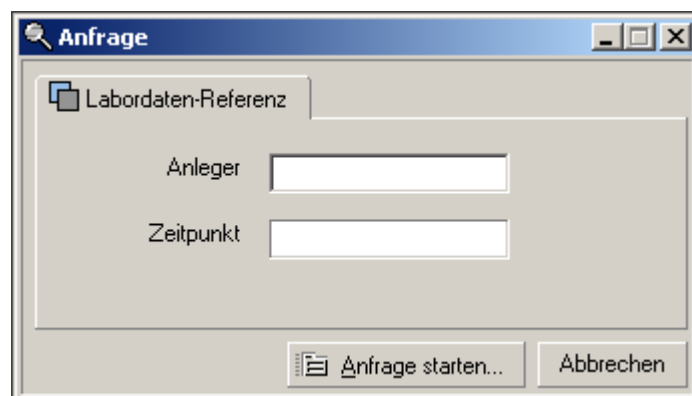 Anfrage
Labordaten-Referenz
Anleger
Zeitpunkt
Anfrage starten... Abbrechen